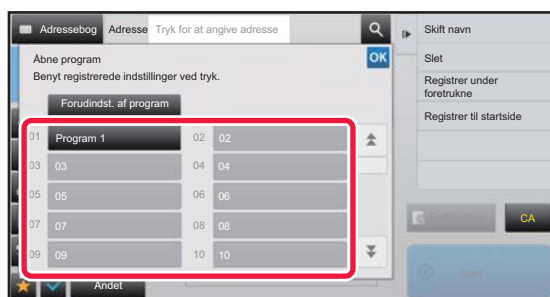 Adressebog Adresse Tryk for at angive adresse
Skift navn
Åbne program OK
Slet
Benyt registrerede indstillinger ved tryk.
Registrer under
foretrukne
Forudindst. af program
Registrer til startside
01 Program 1 02 02
03 03 04 04
05 05 06 06
07 07 08 08
CA
09 09 10 10
Start
Andet